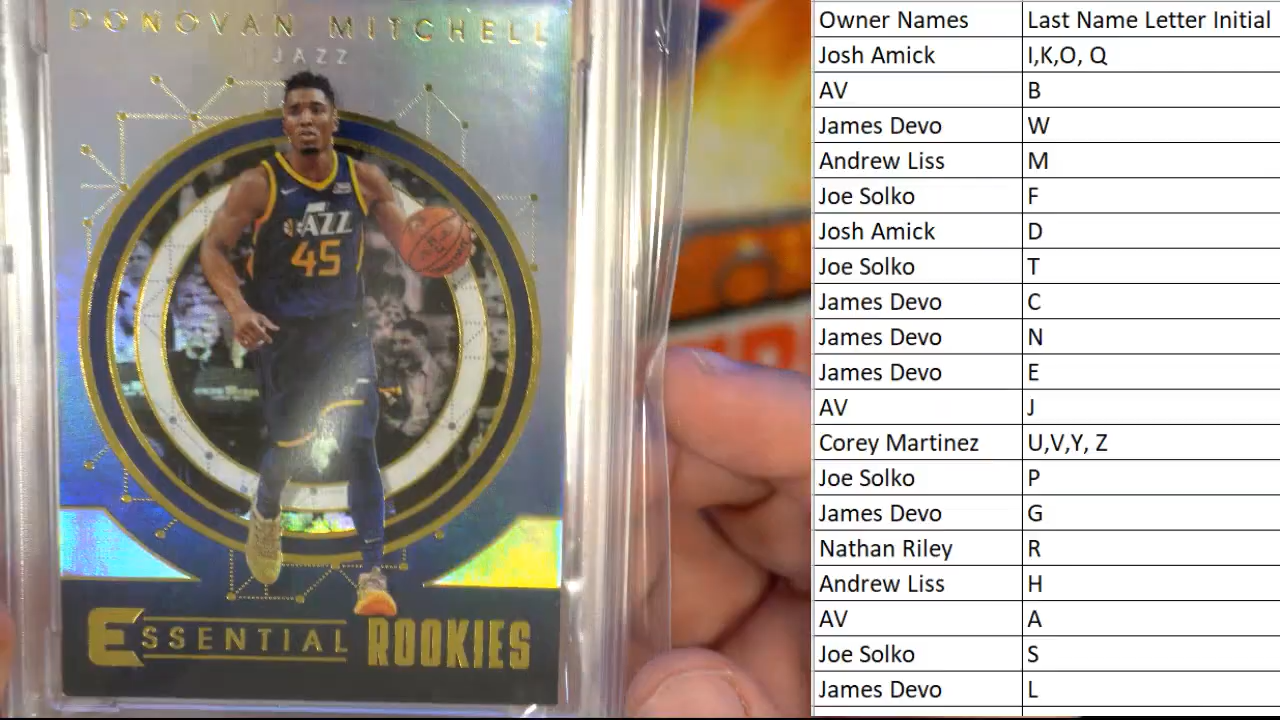 DONOVAN MITCHELL
JAZZ
JAZZ
45
ESSENTIAL ROOKIES
Owner Names Last Name Letter Initial
Josh Amick I,K,O, Q
AV B
James Devo W
Andrew Liss M
Joe Solko F
Josh Amick D
Joe Solko T
James Devo C
James Devo N
James Devo E
AV J
Corey Martinez U,V,Y, Z
Joe Solko P
James Devo G
Nathan Riley R
Andrew Liss H
AV A
Joe Solko S
James Devo L